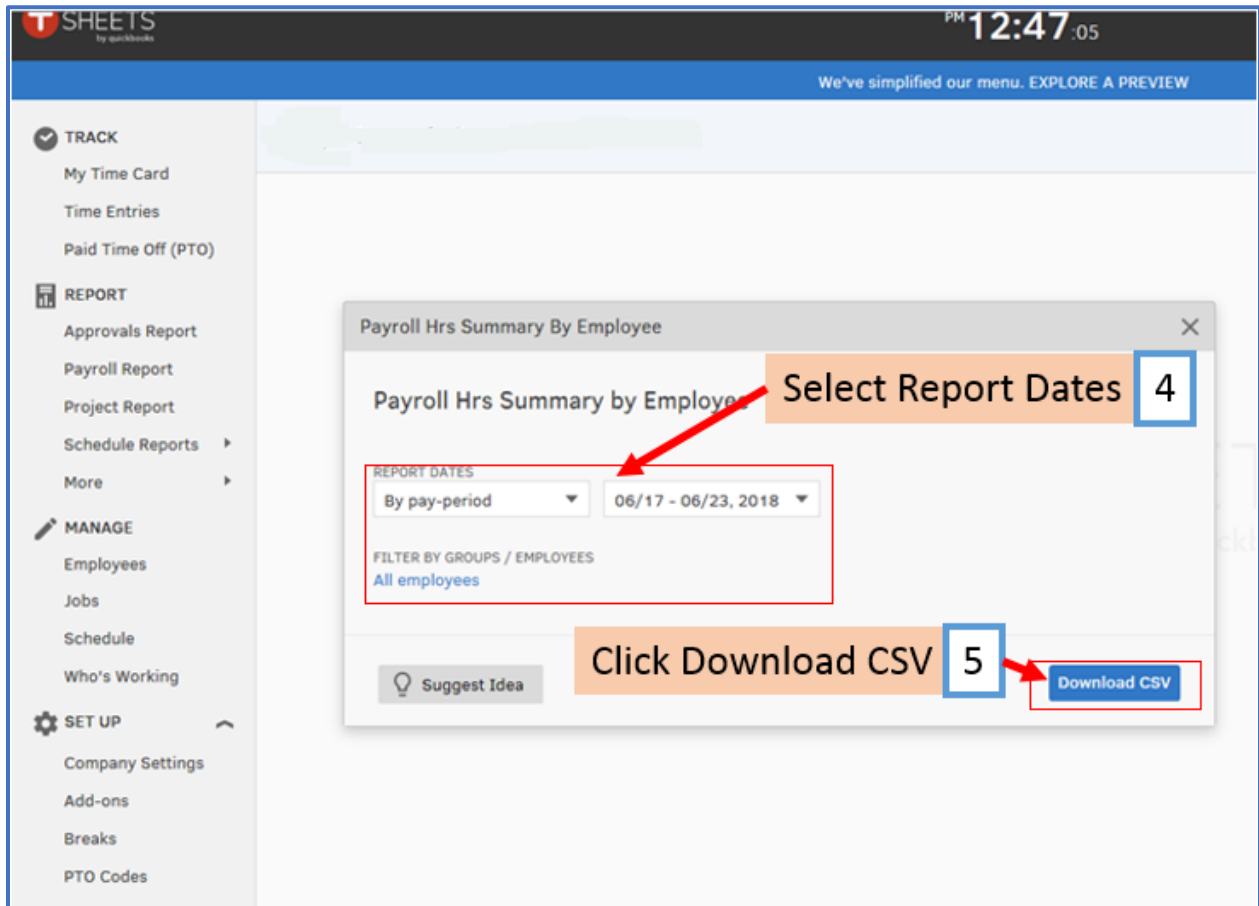 T SHEETS
by quickbooks
PM 12:47:05
We've simplified our menu. EXPLORE A PREVIEW
TRACK
My Time Card
Time Entries
Paid Time Off (PTO)
REPORT
Approvals Report
Payroll Report
Project Report
Schedule Reports
More
MANAGE
Employees
Jobs
Schedule
Who's Working
SET UP
Company Settings
Add-ons
Breaks
PTO Codes
Payroll Hrs Summary By Employee
Payroll Hrs Summary by Employee
Select Report Dates 4
REPORT DATES
By pay-period
06/17 - 06/23, 2018
FILTER BY GROUPS / EMPLOYEES
All employees
Click Download CSV 5
Suggest Idea
Download CSV